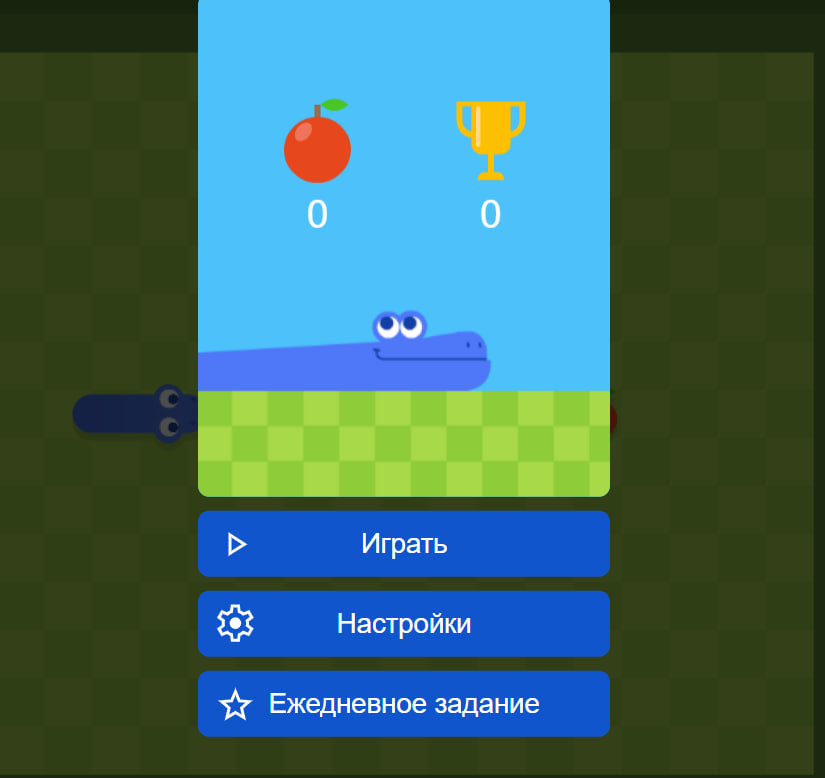 0 0
Играть
Настройки
Ежедневное задание